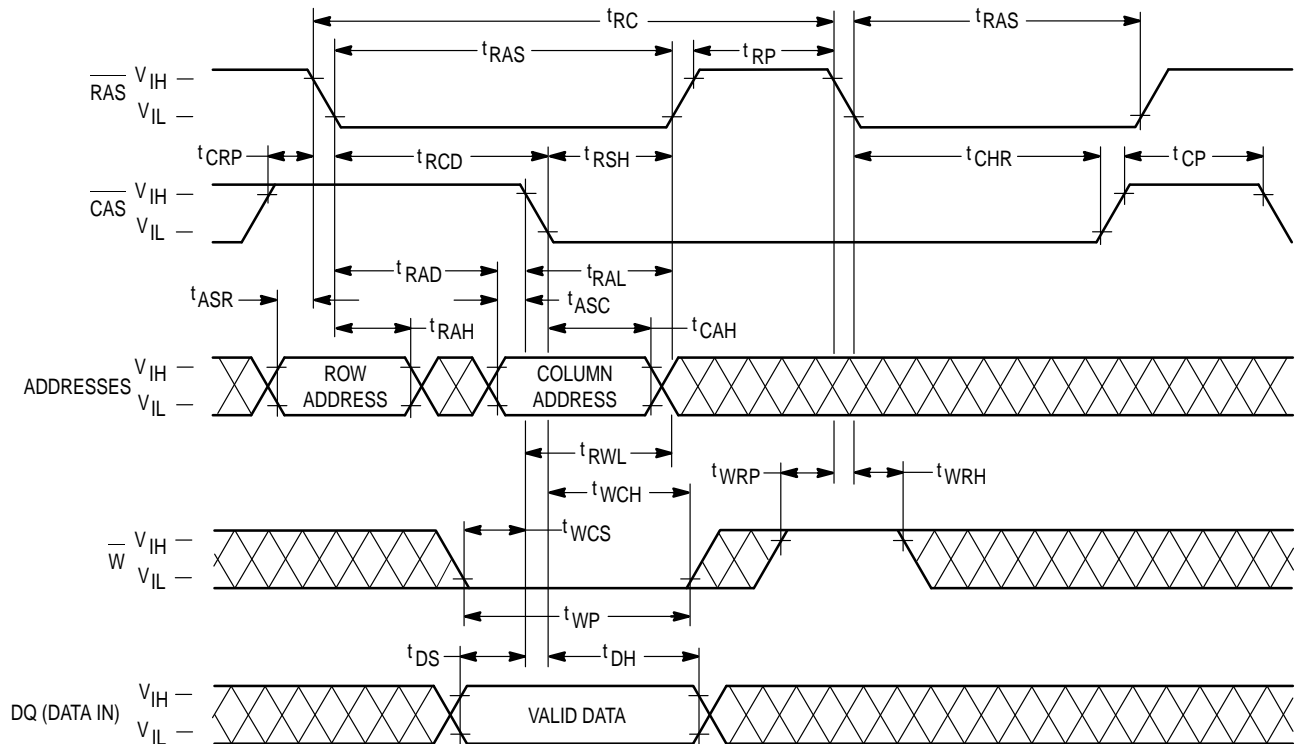 tRC
tRAS
tRAS
tRP
RAS VIH
VIL
tCRP
tRCD
tRSH
tCHR
tCP
CAS VIH
VIL
tRAD
tRAL
tASR
tASC
tRAH
tCAH
ADDRESSES VIH
VIL
ROW
ADDRESS
COLUMN
ADDRESS
tRWL
tWRP
tWRH
tWCH
tWCS
W VIH
VIL
tWP
tDS
tDH
DQ (DATA IN) VIH
VIL
VALID DATA